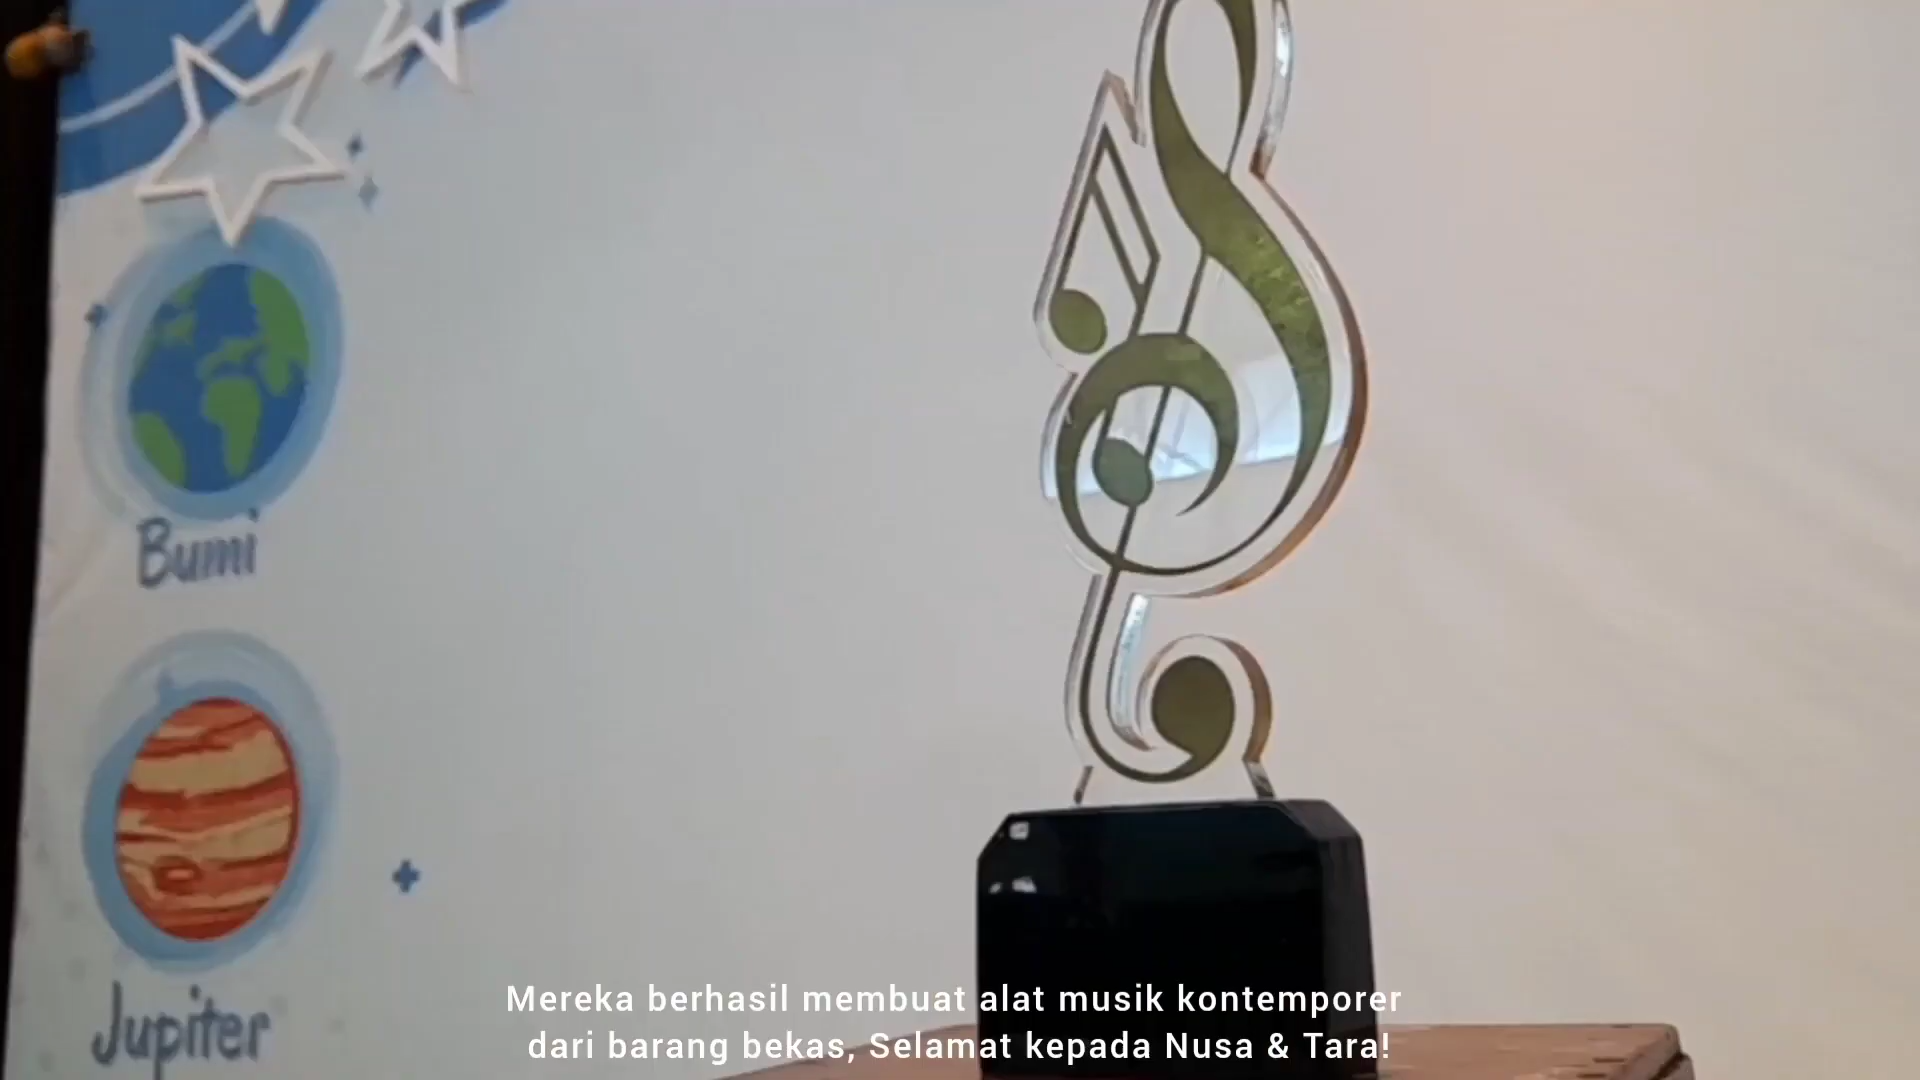 Bumi
Jupiter
Mereka berhasil membuat alat musik kontemporer
dari barang bekas, Selamat kepada Nusa & Tara!